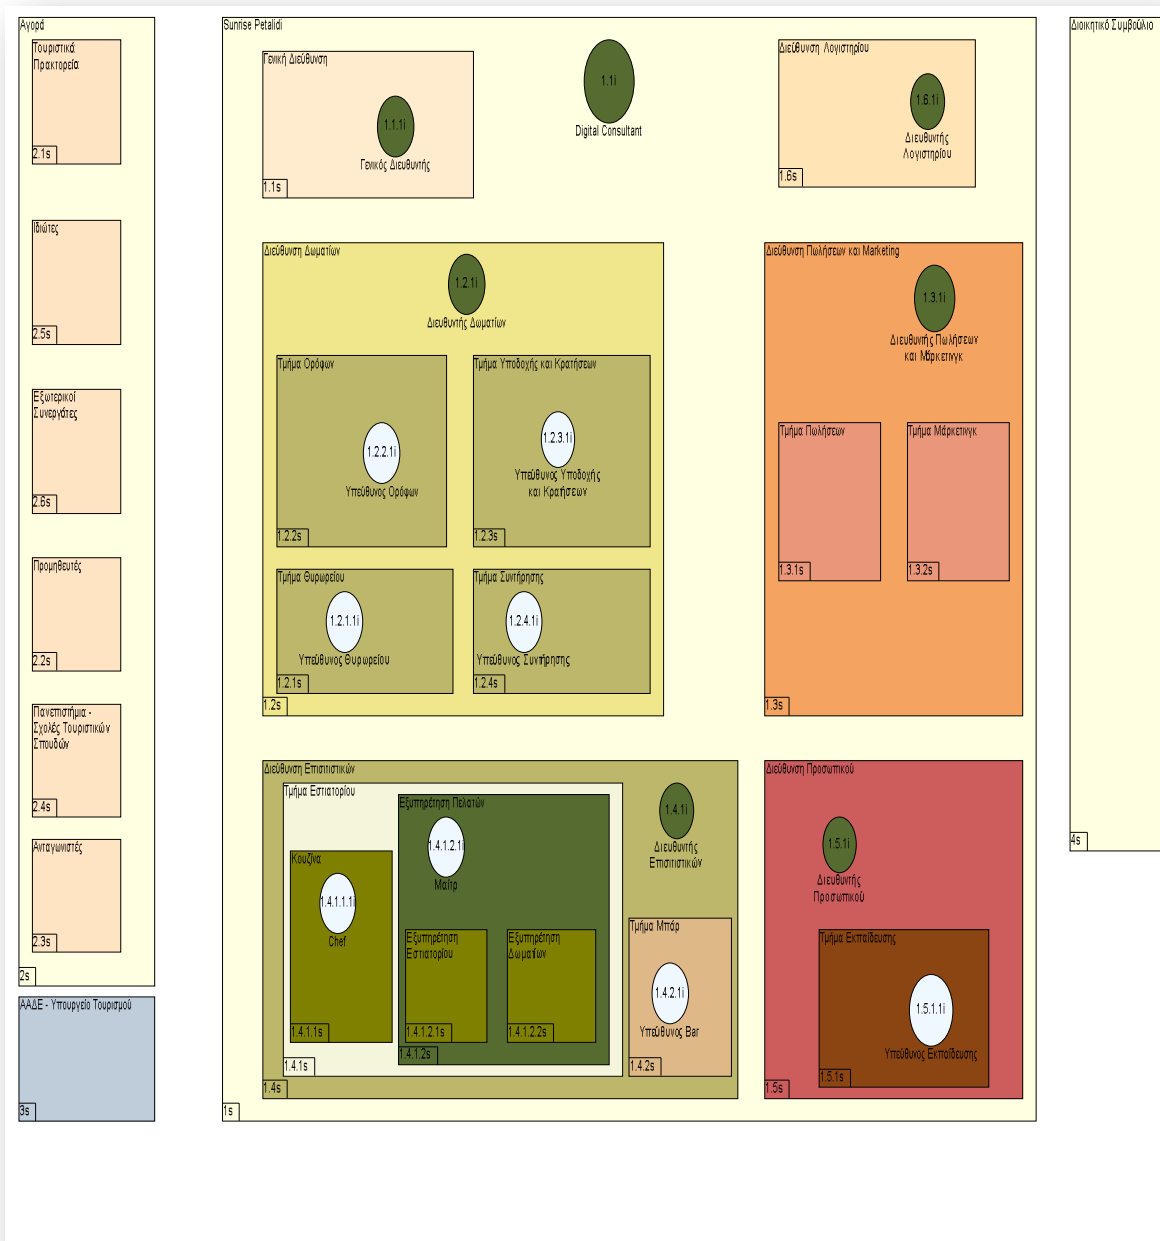 Αγορά
Τουριστικά
Πρακτορεία
2.1s
Ιδιώτες
2.5s
Εξωτερικοί
Συνεργάτες
2.6s
Προμηθευτές
2.2s
Πανεπιστήμια -
Σχολές Τουριστικών
Σπουδών
2.4s
Ανταγωνιστές
2.3s
2s
ΑΑΔΕ - Υπουργείο Τουρισμού
3s
Sunrise Petalidi
Γενική Διεύθυνση
1.1.1i
Γενικός Διευθυντής
1.1s
1.1i
Digital Consultant
Διεύθυνση Λογιστηρίου
1.6.1i
Διευθυντής
Λογιστηρίου
1.6s
Διεύθυνση Δωματίων
1.2.1i
Διευθυντής Δωματίων
Τμήμα Ορόφων
1.2.2.1i
Υπεύθυνος Ορόφων
1.2.2s
Τμήμα Υποδοχής και Κρατήσεων
1.2.3.1i
Υπεύθυνος Υποδοχής
και Κρατήσεων
1.2.3s
Τμήμα Θυρωρείου
1.2.1.1i
Υπεύθυνος Θυρωρείου
1.2.1s
Τμήμα Συντήρησης
1.2.4.1i
Υπεύθυνος Συντήρησης
1.2.4s
1.2s
Διεύθυνση Πωλήσεων και Marketing
1.3.1i
Διευθυντής Πωλήσεων
και Μάρκετινγκ
Τμήμα Πωλήσεων
1.3.1s
Τμήμα Μάρκετινγκ
1.3.2s
1.3s
Διεύθυνση Επισιτιστικών
Τμήμα Εστιατορίου
Κουζίνα
1.4.1.1.1i
Chef
1.4.1.1s
Εξυπηρέτηση Πελατών
1.4.1.2.1i
Μαίτρ
Εξυπηρέτηση
Εστιατορίου
1.4.1.2.1s
Εξυπηρέτηση
Δωματίων
1.4.1.2.2s
1.4.1.2s
1.4.1s
1.4.1i
Διευθυντής
Επισιτιστικών
Τμήμα Μπάρ
1.4.2.1i
Υπεύθυνος Bar
1.4.2s
1.4s
Διεύθυνση Προσωπικού
1.5.1i
Διευθυντής
Προσωπικού
Τμήμα Εκπαίδευσης
1.5.1.1i
Υπεύθυνος Εκπαίδευσης
1.5.1s
1.5s
1s
Διοικητικό Συμβούλιο
4s